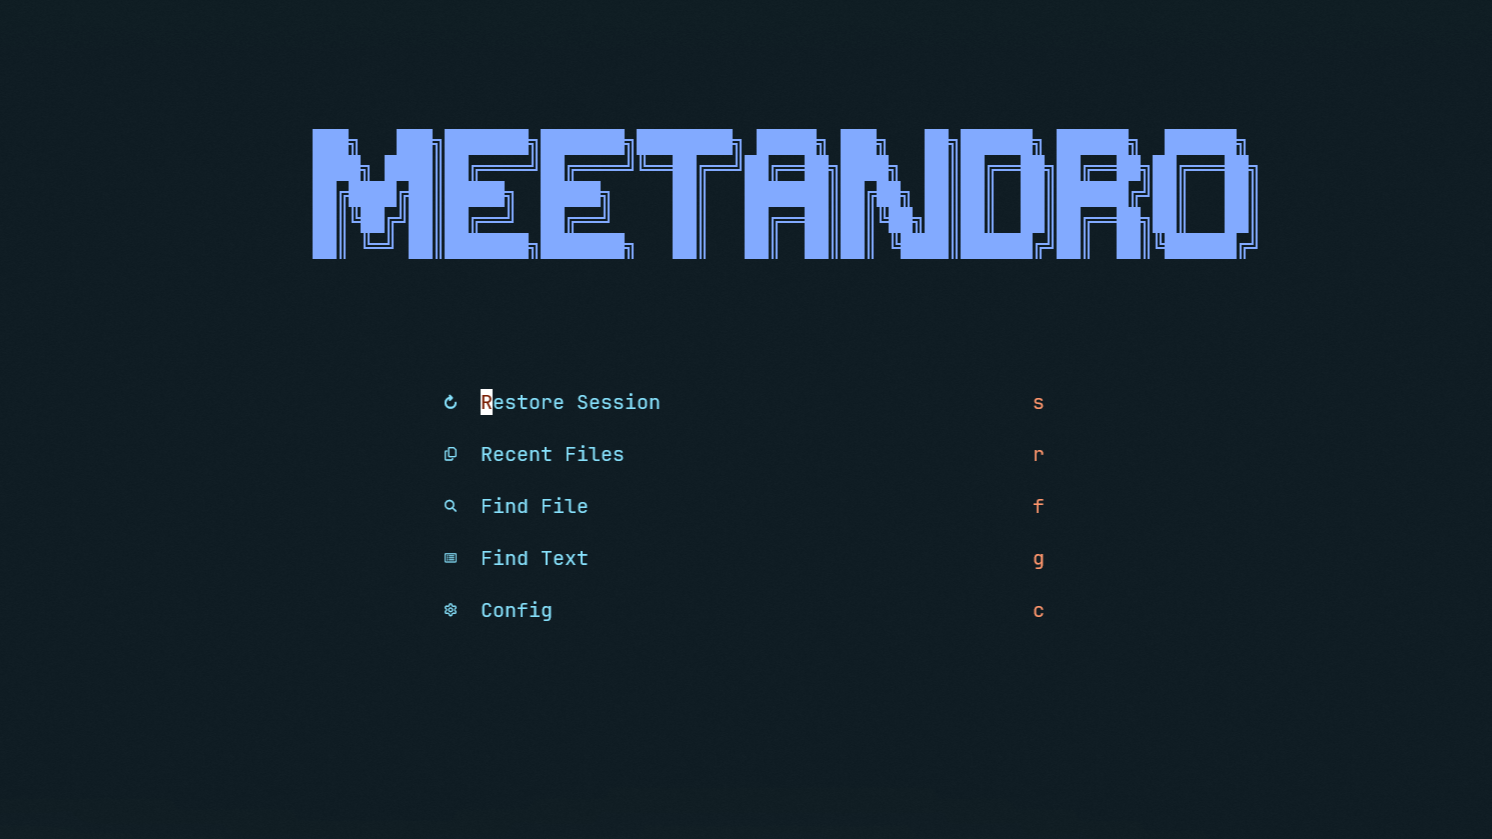 MEETANDRO
Restore Session s
Recent Files r
Find File f
Find Text g
Config c